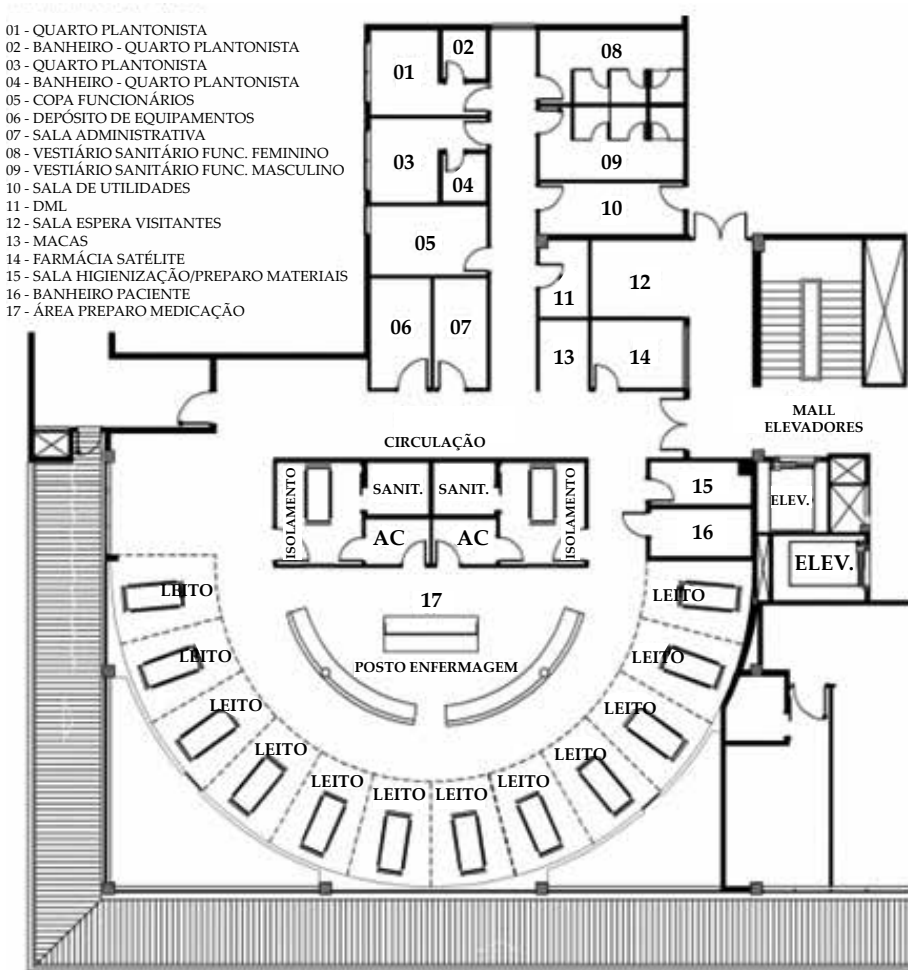 01 - QUARTO PLANTONISTA
02 - BANHEIRO - QUARTO PLANTONISTA
03 - QUARTO PLANTONISTA
04 - BANHEIRO - QUARTO PLANTONISTA
05 - COPA FUNCIONÁRIOS
06 - DEPÓSITO DE EQUIPAMENTOS
07 - SALA ADMINISTRATIVA
08 - VESTIÁRIO SANITÁRIO FUNC. FEMININO
09 - VESTIÁRIO SANITÁRIO FUNC. MASCULINO
10 - SALA DE UTILIDADES
11 - DML
12 - SALA ESPERA VISITANTES
13 - MACAS
14 - FARMÁCIA SATÉLITE
15 - SALA HIGIENIZAÇÃO/PREPARO MATERIAIS
16 - BANHEIRO PACIENTE
17 - ÁREA PREPARO MEDICAÇÃO
02
08
01
03
09
04
10
05
11
12
06
07
13
14
MALL
ELEVADORES
CIRCULAÇÃO
ISOLAMENTO
SANIT.
SANIT.
ISOLAMENTO
15
ELEV.
AC
AC
16
ELEV.
17
LEITO
LEITO
POSTO ENFERMAGEM
LEITO
LEITO
LEITO
LEITO
LEITO
LEITO
LEITO
LEITO
LEITO
LEITO